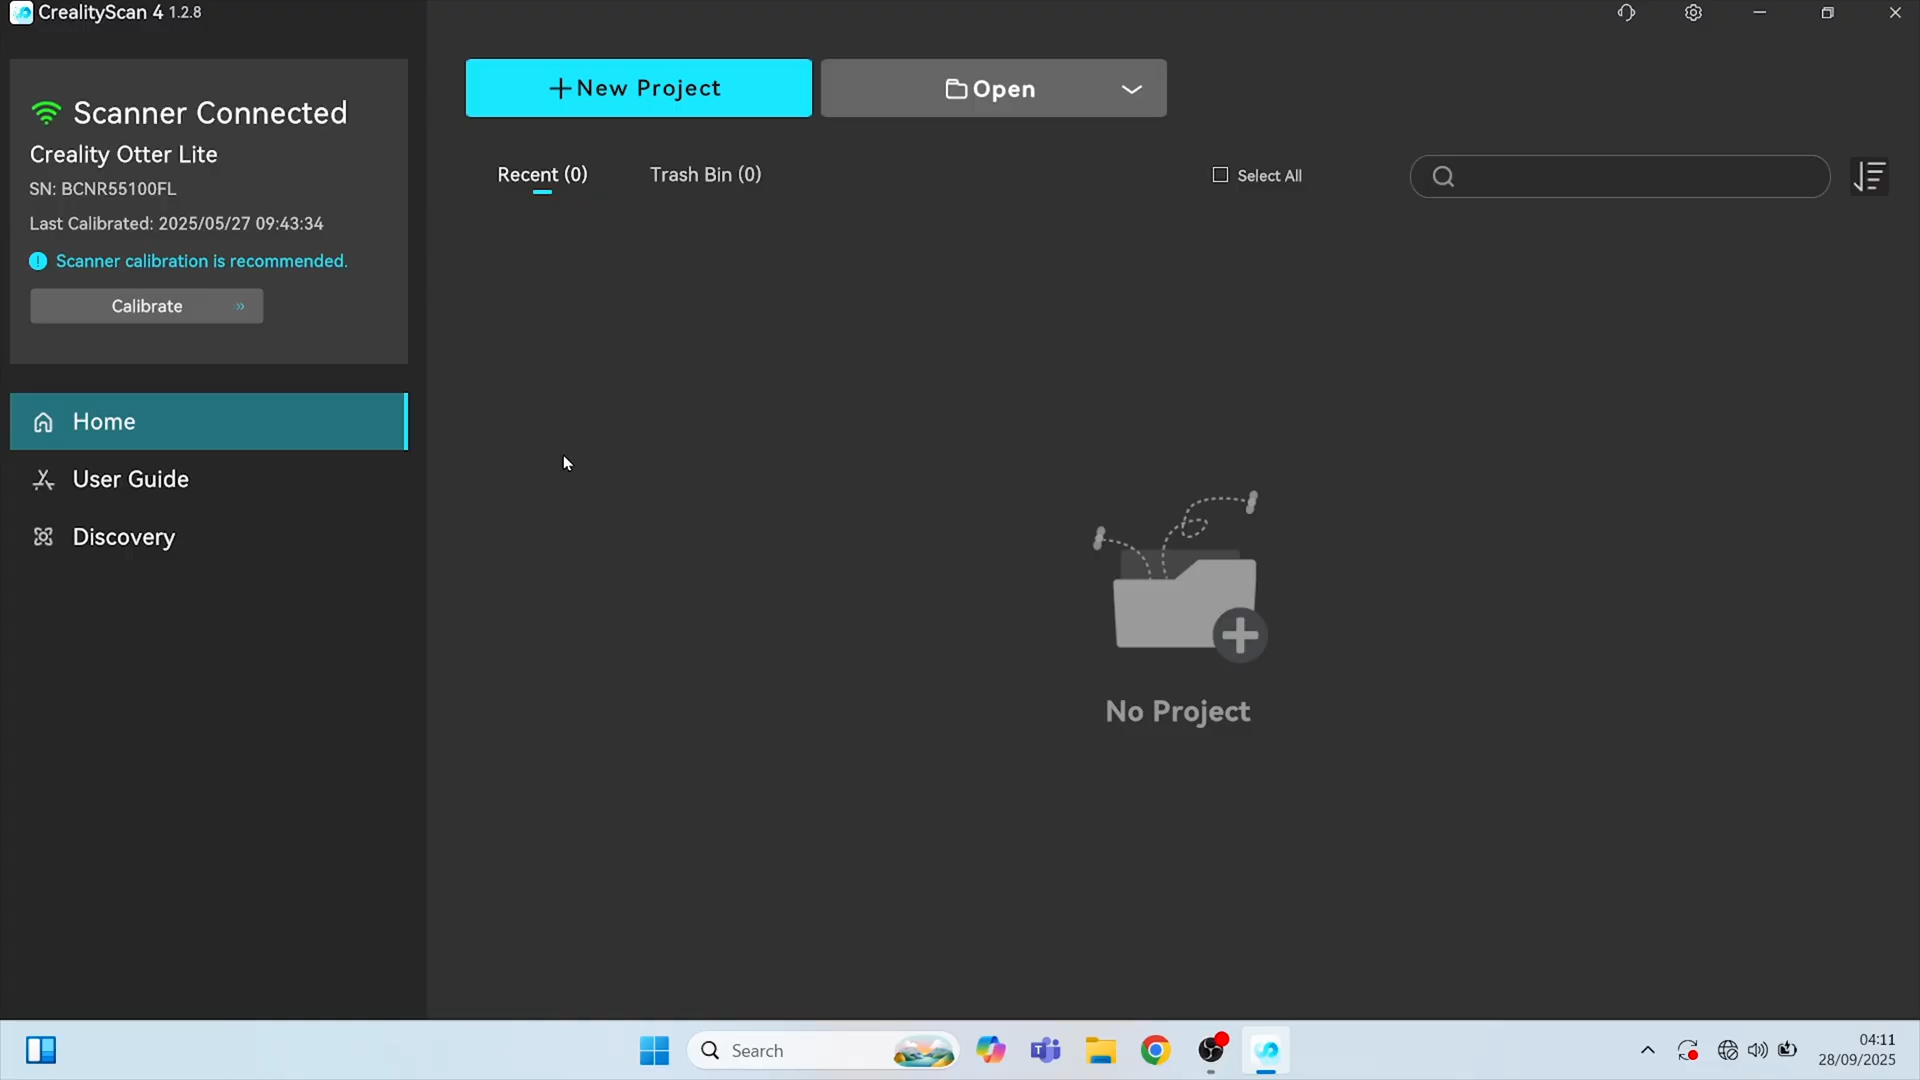 CrealityScan 4 1.2.8
Scanner Connected
Creality Otter Lite
SN: BCNR55100FL
Last Calibrated: 2025/05/27 09:43:34
Scanner calibration is recommended.
Calibrate »
Home
User Guide
Discovery
+New Project
Open
Recent (0)
Trash Bin (0)
Select All
No Project
Search
04:11
28/09/2025